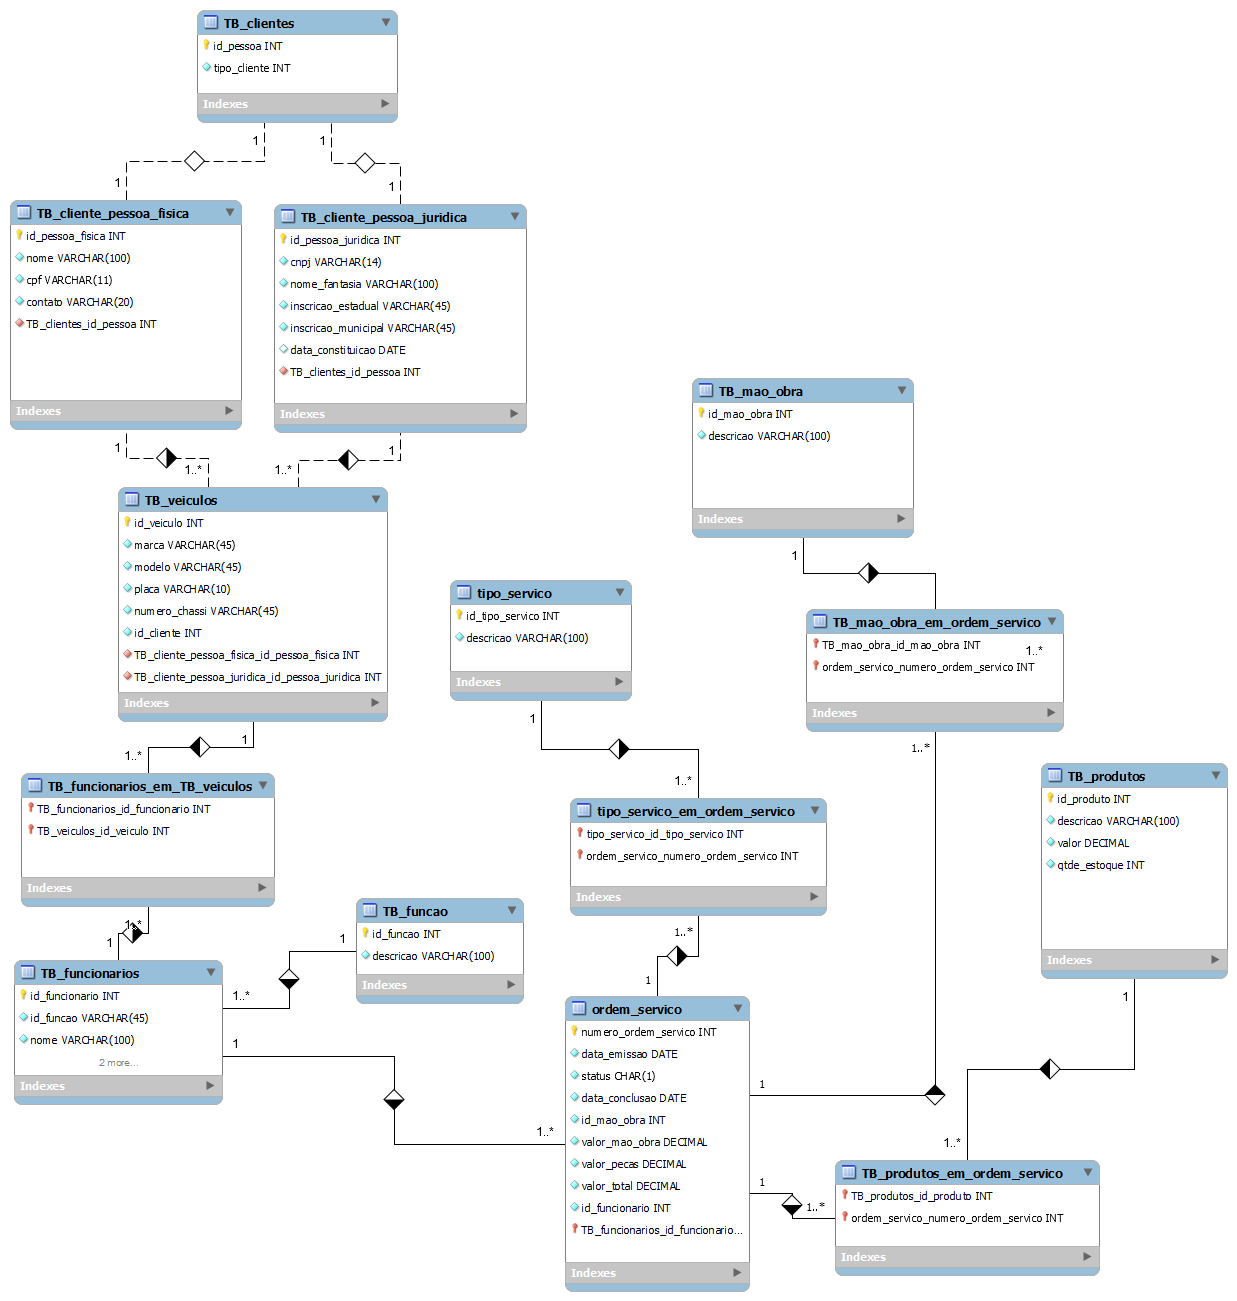 TB_clientes
id_pessoa INT
tipo_cliente INT
Indexes
1
1
1
1
TB_cliente_pessoa_fisica
id_pessoa_fisica INT
nome VARCHAR(100)
cpf VARCHAR(11)
contato VARCHAR(20)
TB_clientes_id_pessoa INT
Indexes
TB_cliente_pessoa_juridica
id_pessoa_juridica INT
cnpj VARCHAR(14)
nome_fantasia VARCHAR(100)
inscricao_estadual VARCHAR(45)
inscricao_municipal VARCHAR(45)
data_constituicao DATE
TB_clientes_id_pessoa INT
Indexes
1
1..*
1
1..*
TB_veiculos
id_veiculo INT
marca VARCHAR(45)
modelo VARCHAR(45)
placa VARCHAR(10)
numero_chassi VARCHAR(45)
id_cliente INT
TB_cliente_pessoa_fisica_id_pessoa_fisica INT
TB_cliente_pessoa_juridica_id_pessoa_juridica INT
Indexes
TB_mao_obra
id_mao_obra INT
descricao VARCHAR(100)
Indexes
1
tipo_servico
id_tipo_servico INT
descricao VARCHAR(100)
Indexes
1
1..*
TB_mao_obra_em_ordem_servico
TB_mao_obra_id_mao_obra INT
1..*
ordem_servico_numero_ordem_servico INT
Indexes
1..*
1
1..*
TB_funcionarios_em_TB_veiculos
TB_funcionarios_id_funcionario INT
TB_veiculos_id_veiculo INT
Indexes
1..*
1
tipo_servico_em_ordem_servico
tipo_servico_id_tipo_servico INT
ordem_servico_numero_ordem_servico INT
Indexes
1..*
1
TB_produtos
id_produto INT
descricao VARCHAR(100)
valor DECIMAL
qtde_estoque INT
Indexes
1
TB_funcao
id_funcao INT
descricao VARCHAR(100)
Indexes
1
1..*
TB_funcionarios
id_funcionario INT
id_funcao VARCHAR(45)
nome VARCHAR(100)
2 more...
Indexes
1
1..*
ordem_servico
numero_ordem_servico INT
data_emissao DATE
status CHAR(1)
data_conclusao DATE
id_mao_obra INT
valor_mao_obra DECIMAL
valor_pecas DECIMAL
valor_total DECIMAL
id_funcionario INT
TB_funcionarios_id_funcionario...
Indexes
1
1
1..*
1..*
TB_produtos_em_ordem_servico
TB_produtos_id_produto INT
ordem_servico_numero_ordem_servico INT
Indexes